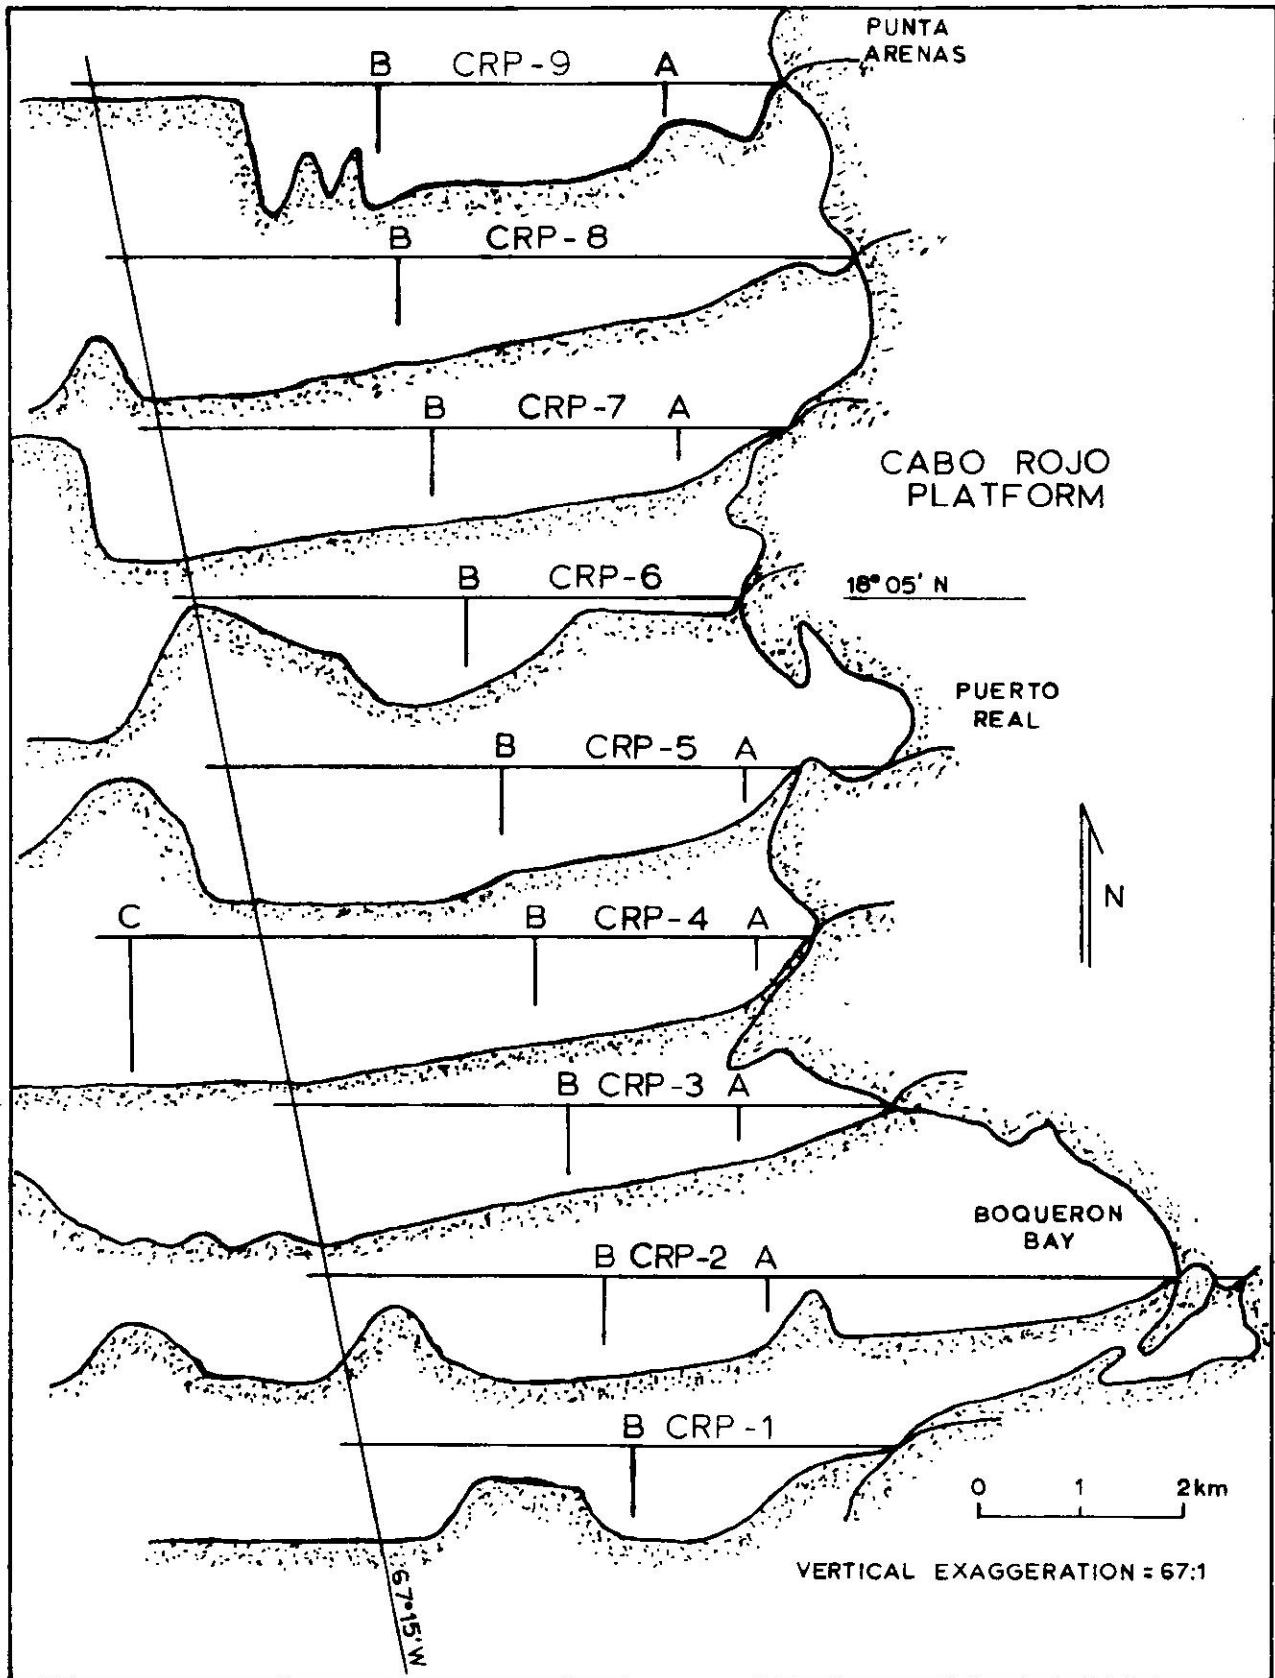 PUNTA
ARENAS
B CRP-9 A
B CRP-8
B CRP-7 A
CABO ROJO
PLATFORM
B CRP-6
18° 05' N
PUERTO
REAL
B CRP-5 A
N
C B CRP-4 A
B CRP-3 A
BOQUERON
BAY
B CRP-2 A
B CRP-1
0 1 2km
VERTICAL EXAGGERATION = 67:1
67°15'W